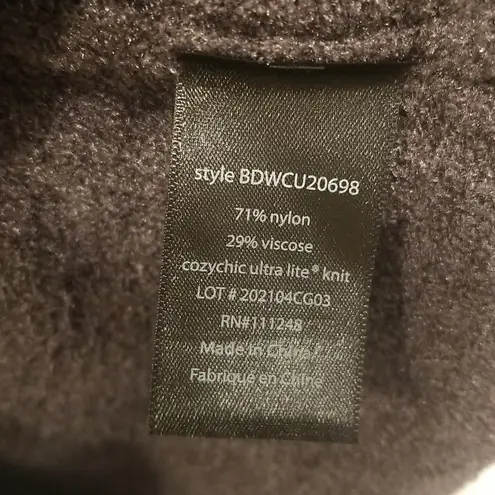 style BDWCU20698
71% nylon
29% viscose
cozychic ultra lite® knit
LOT # 202104CG03
RN#111248
Made in China
Fabriqué en Chine